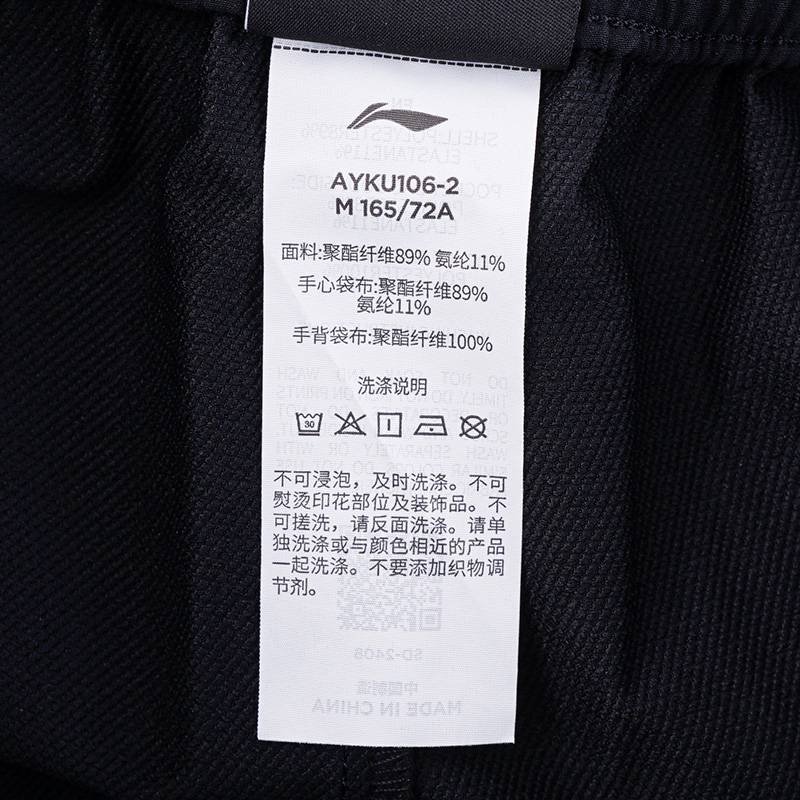 AYKU106-2
M 165/72A
面料:聚酯纤维89% 氨纶11%
手心袋布:聚酯纤维89%
氨纶11%
手背袋布:聚酯纤维100%
洗涤说明
30
不可浸泡，及时洗涤。不可
熨烫印花部位及装饰品。不
可搓洗，请反面洗涤。请单
独洗涤或与颜色相近的产品
一起洗涤。不要添加织物调
节剂。
SD-2408
中国制造
MADE IN CHINA